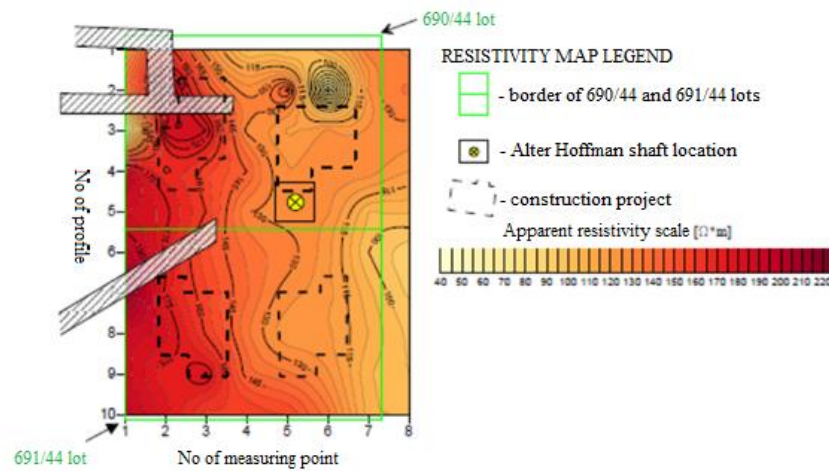 690/44 lot
RESISTIVITY MAP LEGEND
- border of 690/44 and 691/44 lots
- Alter Hoffman shaft location
- construction project
Apparent resistivity scale [Ω*m]
40 50 60 70 80 90 100 110 120 130 140 150 160 170 180 190 200 210 220
No of profile
1
2
3
4
5
6
7
8
9
10
1 2 3 4 5 6 7 8
No of measuring point
691/44 lot